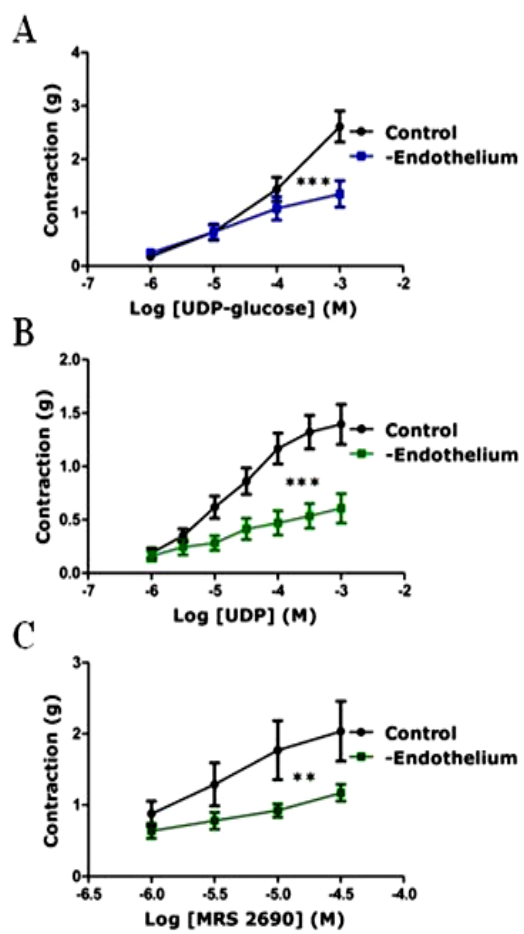 A
Contraction (g)
4
3
2
1
0
-7 -6 -5 -4 -3 -2
Log [UDP-glucose] (M)
Control
-Endothelium
***
B
Contraction (g)
2.0
1.5
1.0
0.5
0.0
-7 -6 -5 -4 -3 -2
Log [UDP] (M)
Control
-Endothelium
***
C
Contraction (g)
3
2
1
0
-6.5 -6.0 -5.5 -5.0 -4.5 -4.0
Log [MRS 2690] (M)
Control
-Endothelium
**